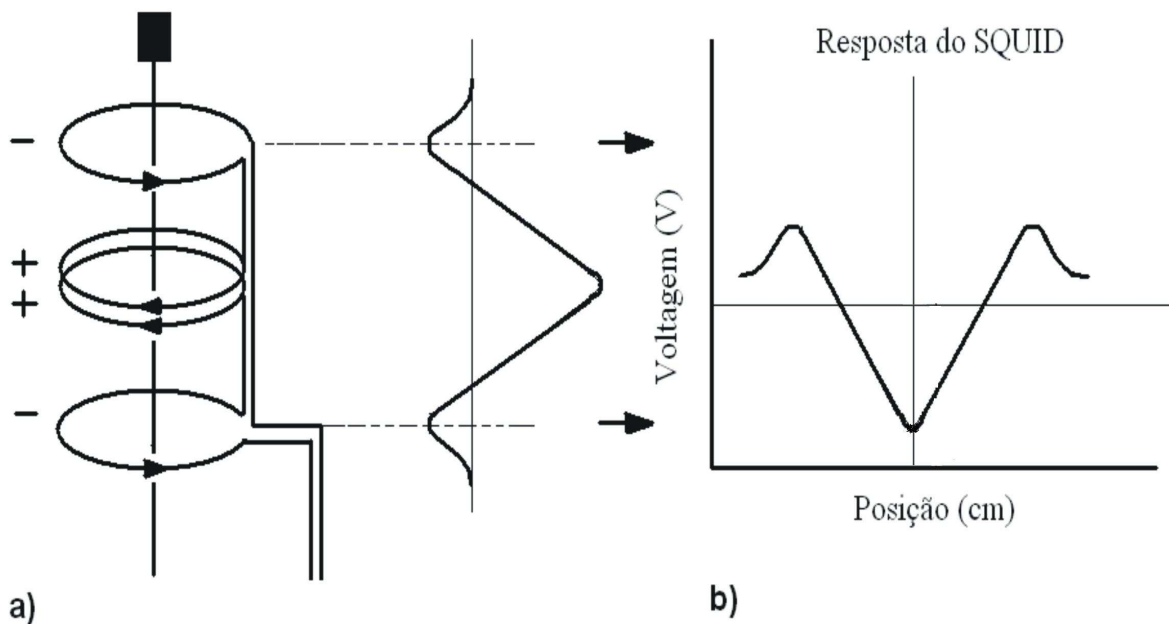 -
+
+
-
a)
Resposta do SQUID
Voltagem (V)
Posição (cm)
b)